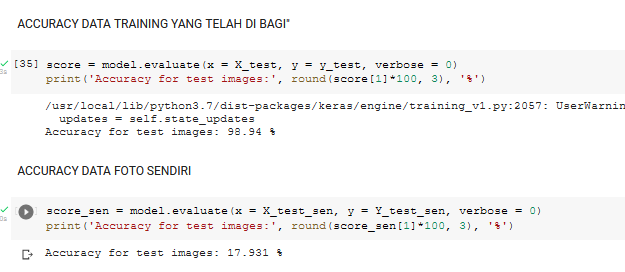 ACCURACY DATA TRAINING YANG TELAH DI BAGI"
[35] score = model.evaluate(x = X_test, y = y_test, verbose = 0)
3s print('Accuracy for test images:', round(score[1]*100, 3), '%')
/usr/local/lib/python3.7/dist-packages/keras/engine/training_v1.py:2057: UserWarnin
updates = self.state_updates
Accuracy for test images: 98.94 %
ACCURACY DATA FOTO SENDIRI
score_sen = model.evaluate(x = X_test_sen, y = Y_test_sen, verbose = 0)
print('Accuracy for test images:', round(score_sen[1]*100, 3), '%')
Accuracy for test images: 17.931 %